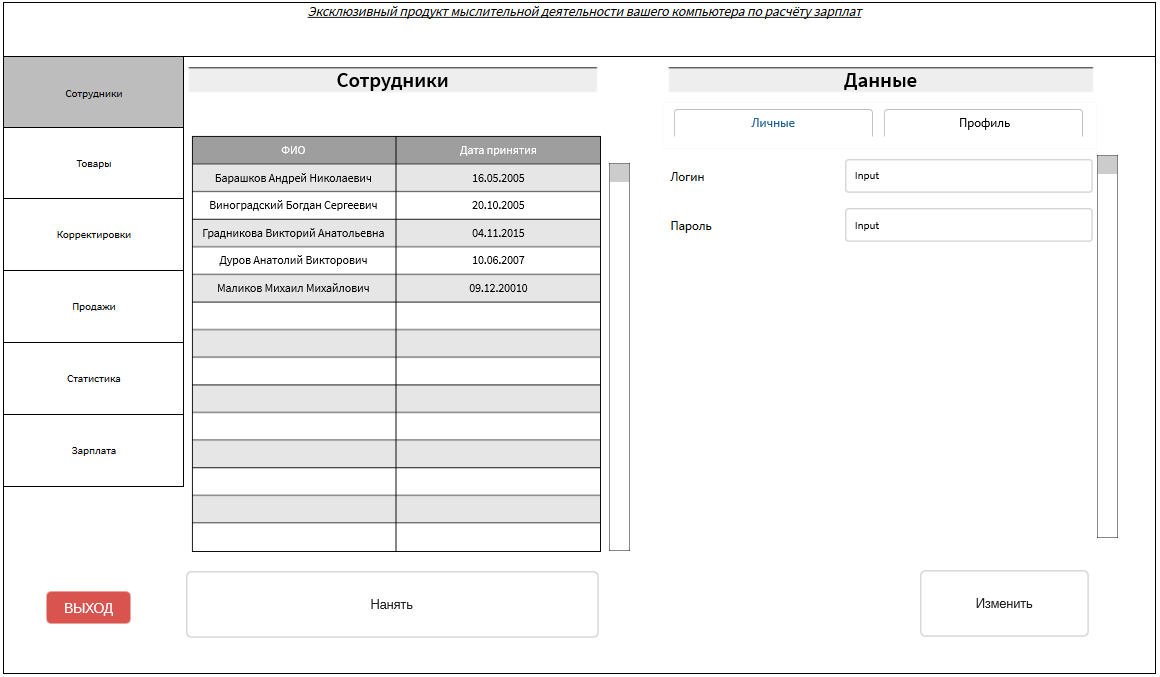 Эксклюзивный продукт мыслительной деятельности вашего компьютера по расчёту зарплат
Сотрудники
Товары
Корректировки
Продажи
Статистика
Зарплата
ВЫХОД
Сотрудники
ФИО Дата принятия
Барашков Андрей Николаевич 16.05.2005
Виноградский Богдан Сергеевич 20.10.2005
Градникова Викторий Анатольевна 04.11.2015
Дуров Анатолий Викторович 10.06.2007
Маликов Михаил Михайлович 09.12.20010
Нанять
Данные
Личные Профиль
Логин Input
Пароль Input
Изменить